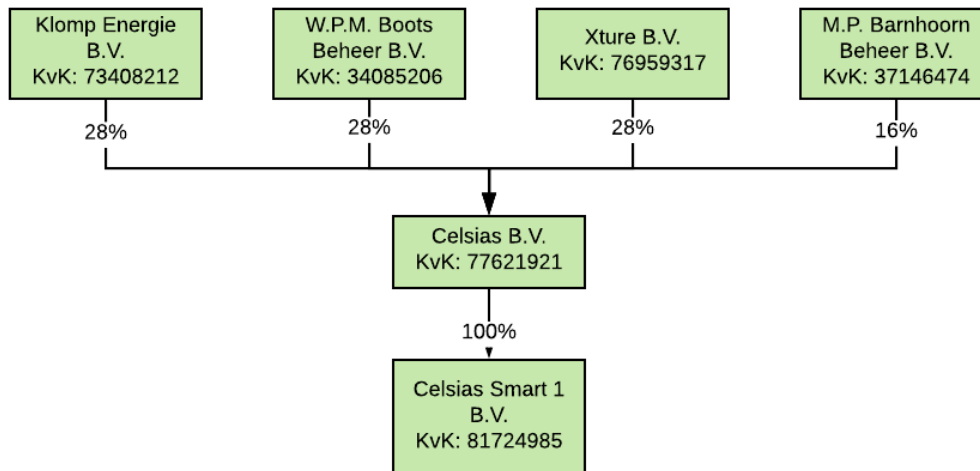 Klomp Energie
B.V.
KvK: 73408212
W.P.M. Boots
Beheer B.V.
KvK: 34085206
Xture B.V.
KvK: 76959317
M.P. Barnhoorn
Beheer B.V.
KvK: 37146474
28%
28%
28%
16%
Celsias B.V.
KvK: 77621921
100%
Celsias Smart 1
B.V.
KvK: 81724985